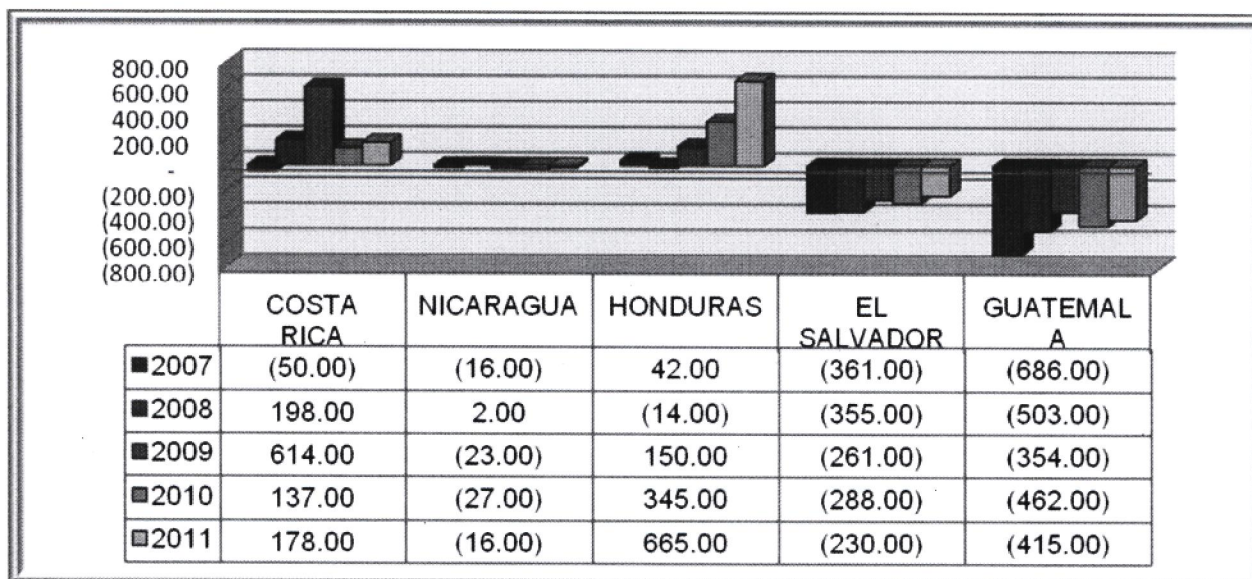 800.00
600.00
400.00
200.00
-
(200.00)
(400.00)
(600.00)
(800.00)
COSTA RICA NICARAGUA HONDURAS EL SALVADOR GUATEMALA
2007 (50.00) (16.00) 42.00 (361.00) (686.00)
2008 198.00 2.00 (14.00) (355.00) (503.00)
2009 614.00 (23.00) 150.00 (261.00) (354.00)
2010 137.00 (27.00) 345.00 (288.00) (462.00)
2011 178.00 (16.00) 665.00 (230.00) (415.00)